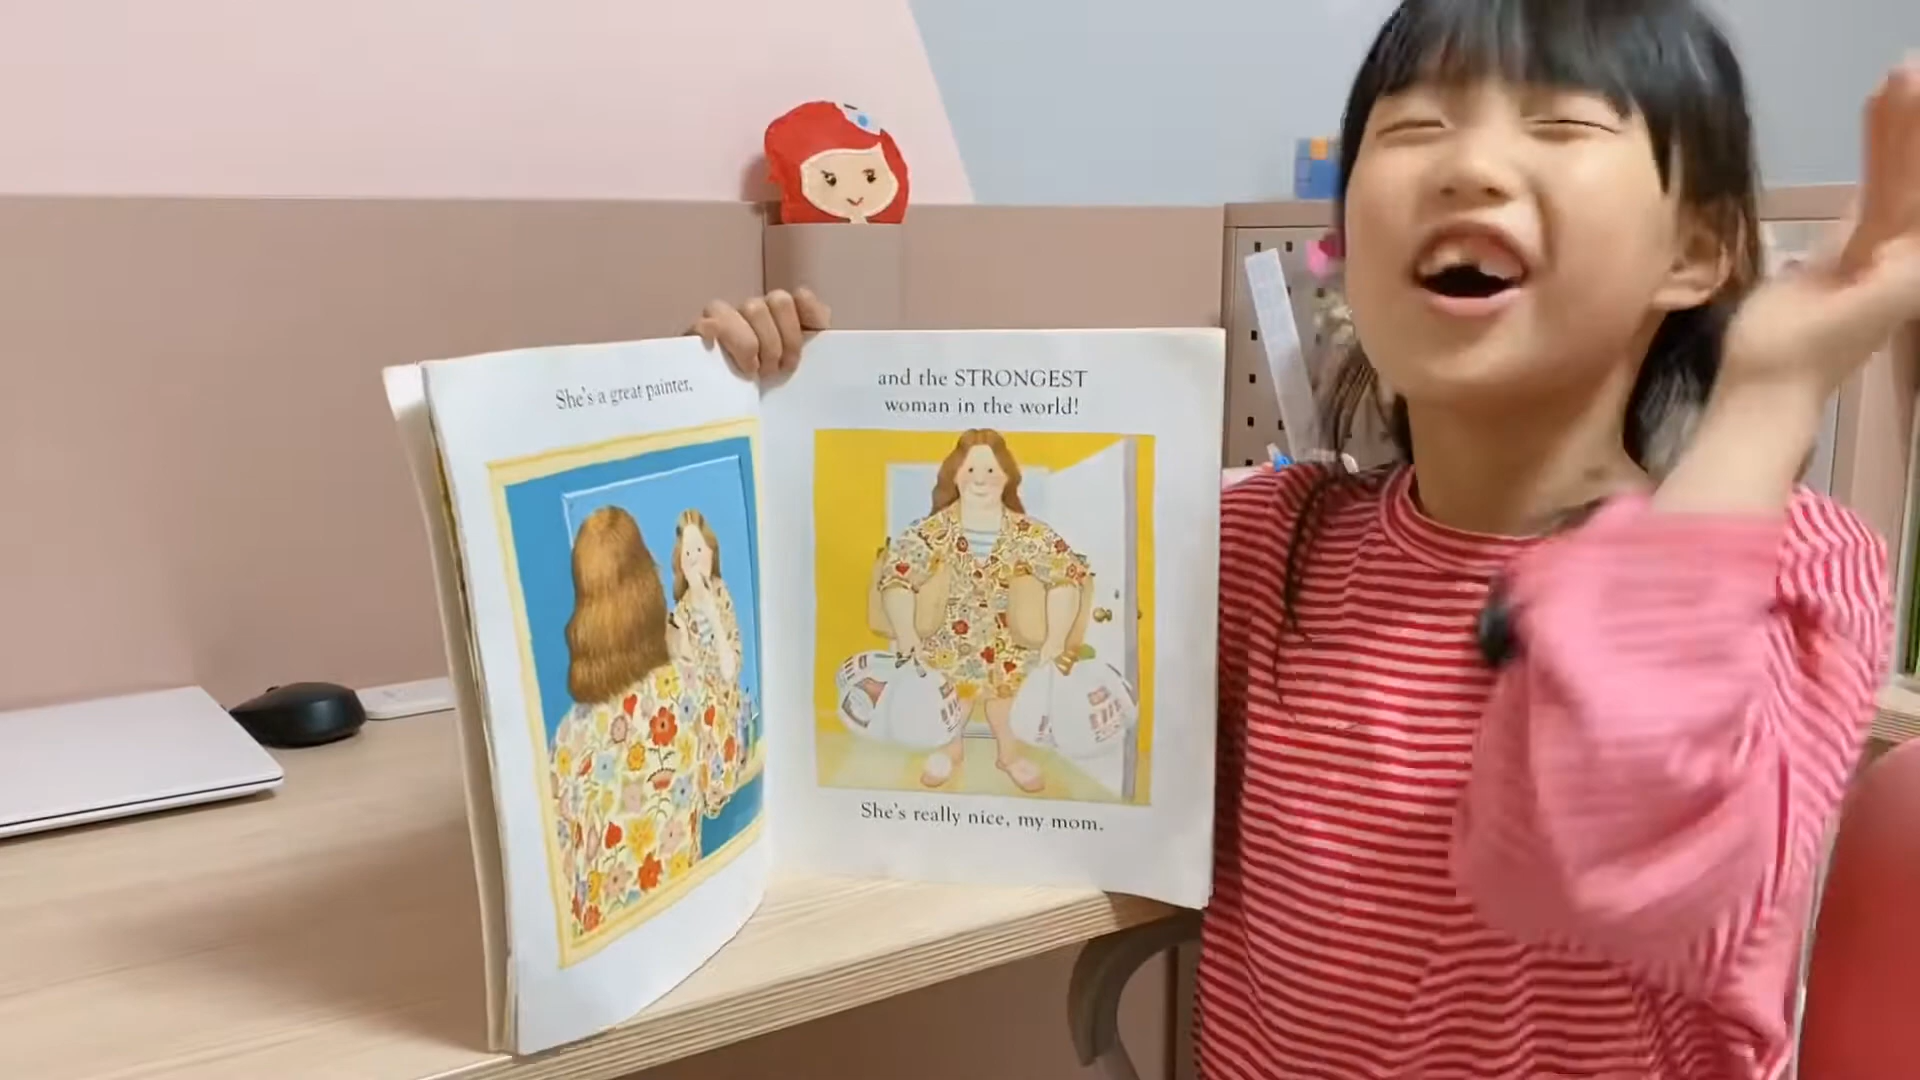 She's a great painter,
and the STRONGEST
woman in the world!
She's really nice, my mom.